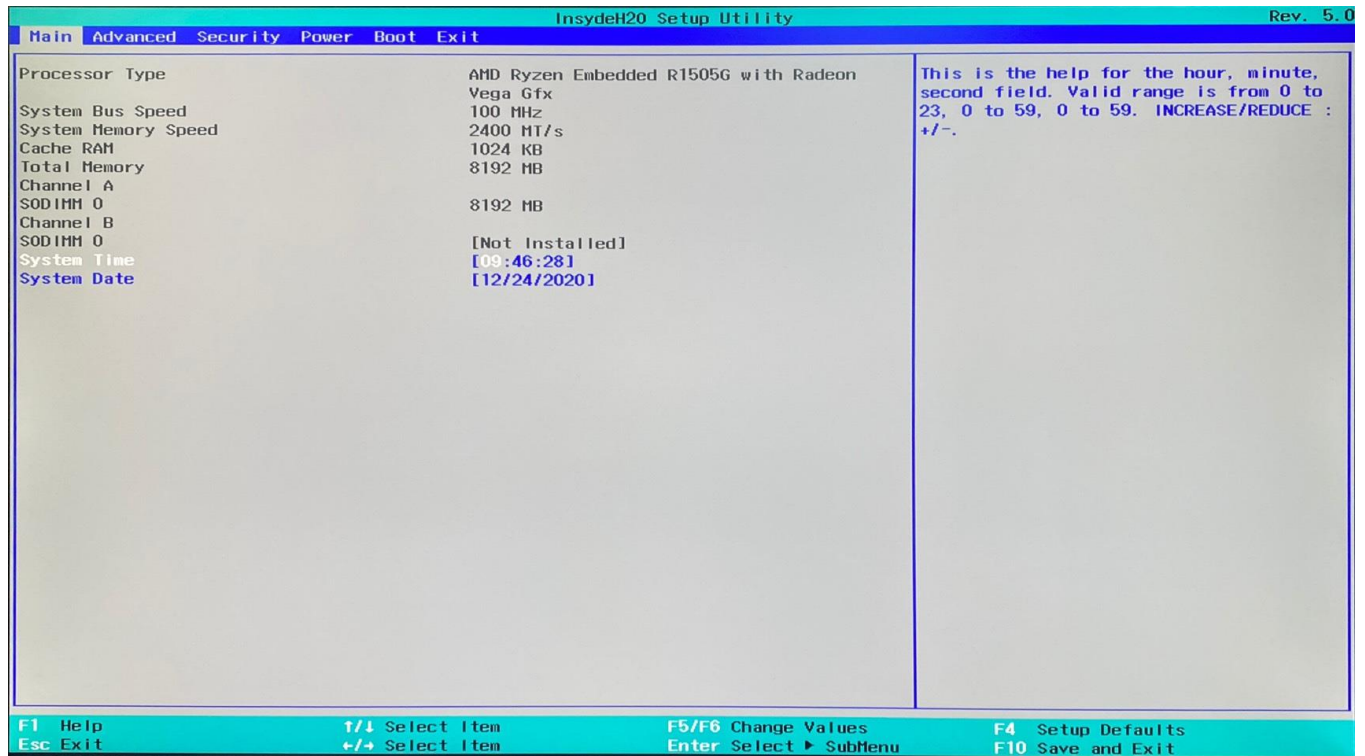 InsydeH2O Setup Utility Rev. 5.0
Main Advanced Security Power Boot Exit
Processor Type AMD Ryzen Embedded R1505G with Radeon
Vega Gfx
System Bus Speed 100 MHz
System Memory Speed 2400 MT/s
Cache RAM 1024 KB
Total Memory 8192 MB
Channel A
SODIMM 0 8192 MB
Channel B
SODIMM 0 [Not Installed]
System Time [09:46:28]
System Date [12/24/2020]
This is the help for the hour, minute,
second field. Valid range is from 0 to
23, 0 to 59, 0 to 59. INCREASE/REDUCE :
+/-.
F1 Help ↑/↓ Select Item F5/F6 Change Values F4 Setup Defaults
Esc Exit ←/→ Select Item Enter Select ▶ SubMenu F10 Save and Exit